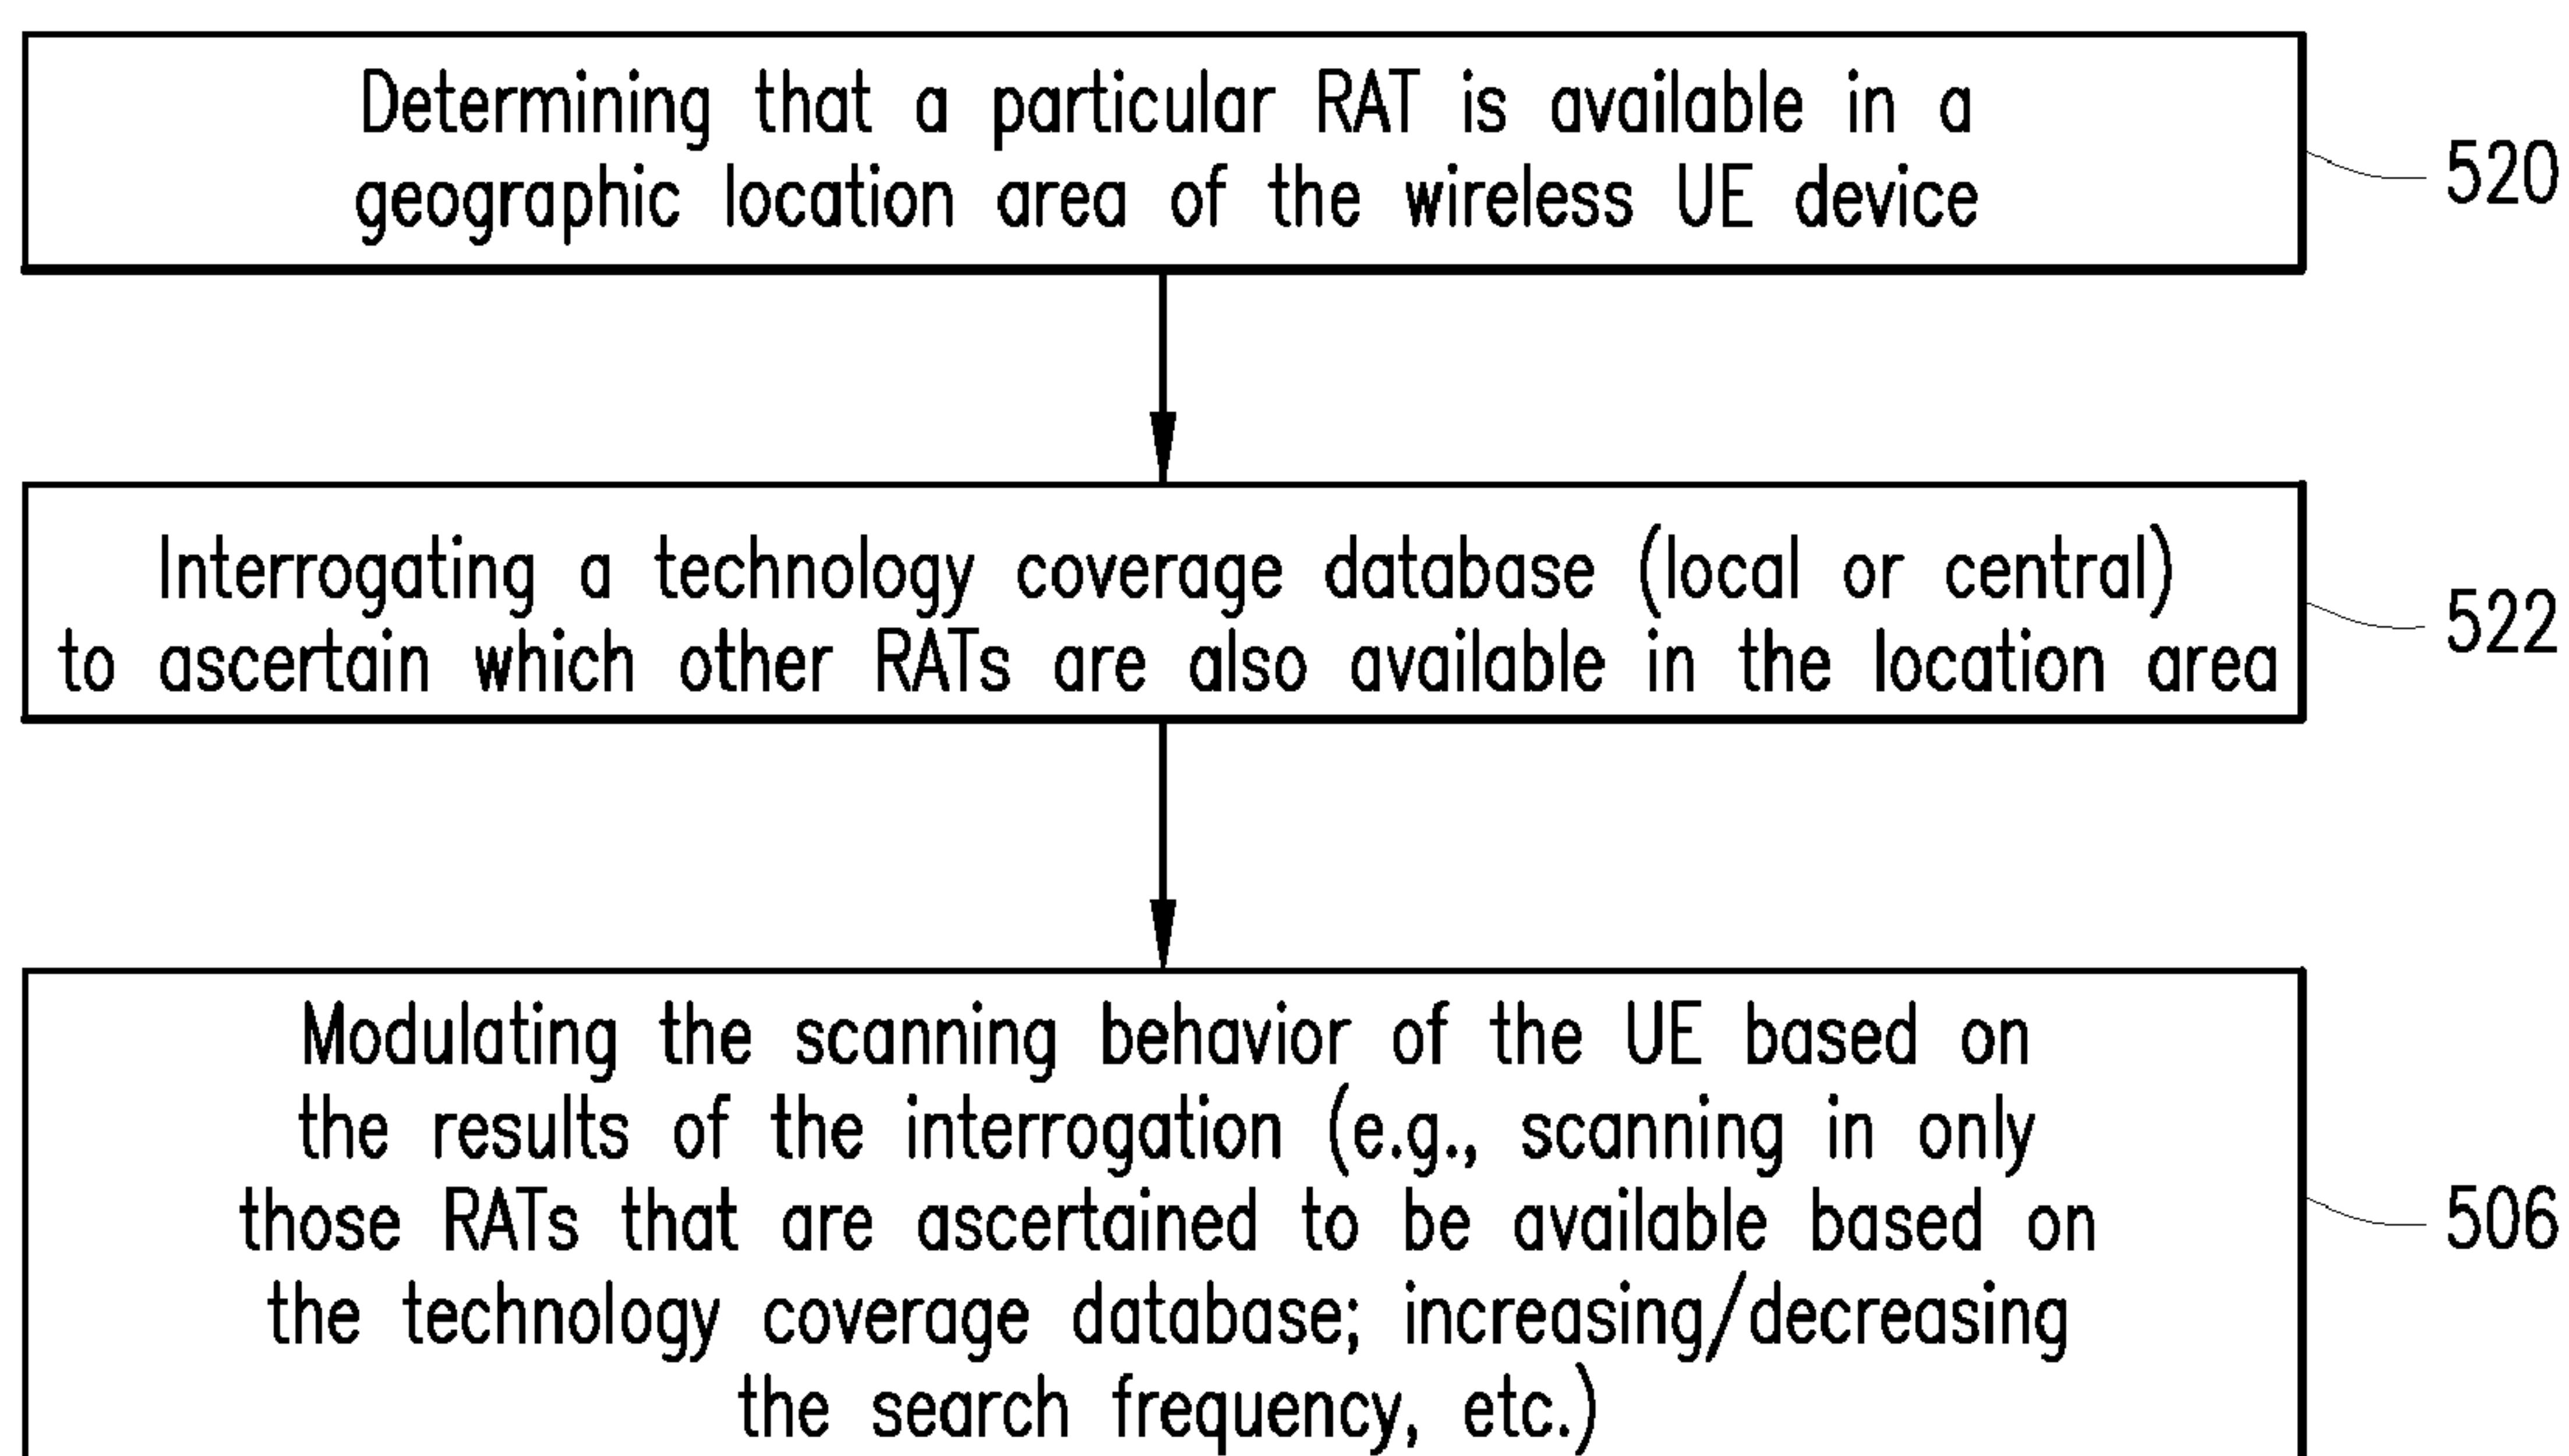 Determining that a particular RAT is available in a
geographic location area of the wireless UE device
520
Interrogating a technology coverage database (local or central)
to ascertain which other RATs are also available in the location area
522
Modulating the scanning behavior of the UE based on
the results of the interrogation (e.g., scanning in only
those RATs that are ascertained to be available based on
the technology coverage database; increasing/decreasing
the search frequency, etc.)
506